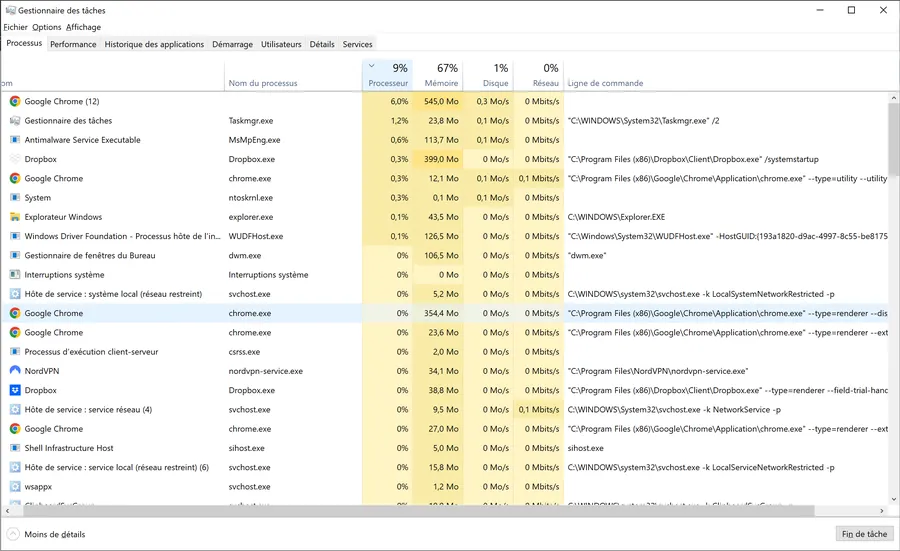 Gestionnaire des tâches
Fichier Options Affichage
Processus Performance Historique des applications Démarrage Utilisateurs Détails Services
9% 67% 1% 0%
om Nom du processus Processeur Mémoire Disque Réseau Ligne de commande
Google Chrome (12) 6,0% 545,0 Mo 0,3 Mo/s 0 Mbits/s
Gestionnaire des tâches Taskmgr.exe 1,2% 23,8 Mo 0,1 Mo/s 0 Mbits/s "C:\WINDOWS\System32\Taskmgr.exe" /2
Antimalware Service Executable MsMpEng.exe 0,6% 113,7 Mo 0,1 Mo/s 0 Mbits/s
Dropbox Dropbox.exe 0,3% 399,0 Mo 0 Mo/s 0 Mbits/s "C:\Program Files (x86)\Dropbox\Client\Dropbox.exe" /systemstartup
Google Chrome chrome.exe 0,3% 12,1 Mo 0,1 Mo/s 0,1 Mbits/s "C:\Program Files (x86)\Google\Chrome\Application\chrome.exe" --type=utility --utility
System ntoskrnl.exe 0,3% 0,1 Mo 0,1 Mo/s 0 Mbits/s
Explorateur Windows explorer.exe 0,1% 43,5 Mo 0 Mo/s 0 Mbits/s C:\WINDOWS\Explorer.EXE
Windows Driver Foundation - Processus hôte de l'in... WUDFHost.exe 0,1% 126,5 Mo 0 Mo/s 0 Mbits/s "C:\Windows\System32\WUDFHost.exe" -HostGUID:{193a1820-d9ac-4997-8c55-be8175
Gestionnaire de fenêtres du Bureau dwm.exe 0% 106,5 Mo 0 Mo/s 0 Mbits/s "dwm.exe"
Interruptions système Interruptions système 0% 0 Mo 0 Mo/s 0 Mbits/s
Hôte de service : système local (réseau restreint) svchost.exe 0% 5,2 Mo 0 Mo/s 0 Mbits/s C:\WINDOWS\system32\svchost.exe -k LocalSystemNetworkRestricted -p
Google Chrome chrome.exe 0% 354,4 Mo 0 Mo/s 0 Mbits/s "C:\Program Files (x86)\Google\Chrome\Application\chrome.exe" --type=renderer --dis
Google Chrome chrome.exe 0% 23,6 Mo 0 Mo/s 0 Mbits/s "C:\Program Files (x86)\Google\Chrome\Application\chrome.exe" --type=renderer --ext
Processus d'exécution client-serveur csrss.exe 0% 2,0 Mo 0 Mo/s 0 Mbits/s
NordVPN nordvpn-service.exe 0% 34,1 Mo 0 Mo/s 0 Mbits/s "C:\Program Files\NordVPN\nordvpn-service.exe"
Dropbox Dropbox.exe 0% 38,8 Mo 0 Mo/s 0 Mbits/s "C:\Program Files (x86)\Dropbox\Client\Dropbox.exe" --type=renderer --field-trial-hand
Hôte de service : service réseau (4) svchost.exe 0% 9,5 Mo 0 Mo/s 0,1 Mbits/s C:\WINDOWS\System32\svchost.exe -k NetworkService -p
Google Chrome chrome.exe 0% 27,0 Mo 0 Mo/s 0 Mbits/s "C:\Program Files (x86)\Google\Chrome\Application\chrome.exe" --type=renderer --ext
Shell Infrastructure Host sihost.exe 0% 5,0 Mo 0 Mo/s 0 Mbits/s sihost.exe
Hôte de service : service local (réseau restreint) (6) svchost.exe 0% 15,8 Mo 0 Mo/s 0 Mbits/s C:\WINDOWS\system32\svchost.exe -k LocalServiceNetworkRestricted -p
wsappx svchost.exe 0% 1,2 Mo 0 Mo/s 0 Mbits/s
Moins de détails Fin de tâche